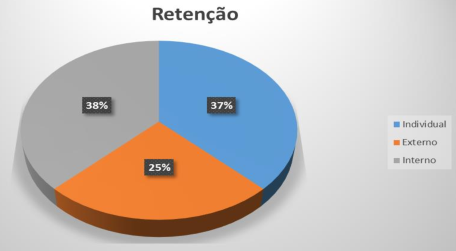 Retenção
38%
37%
25%
Individual
Externo
Interno